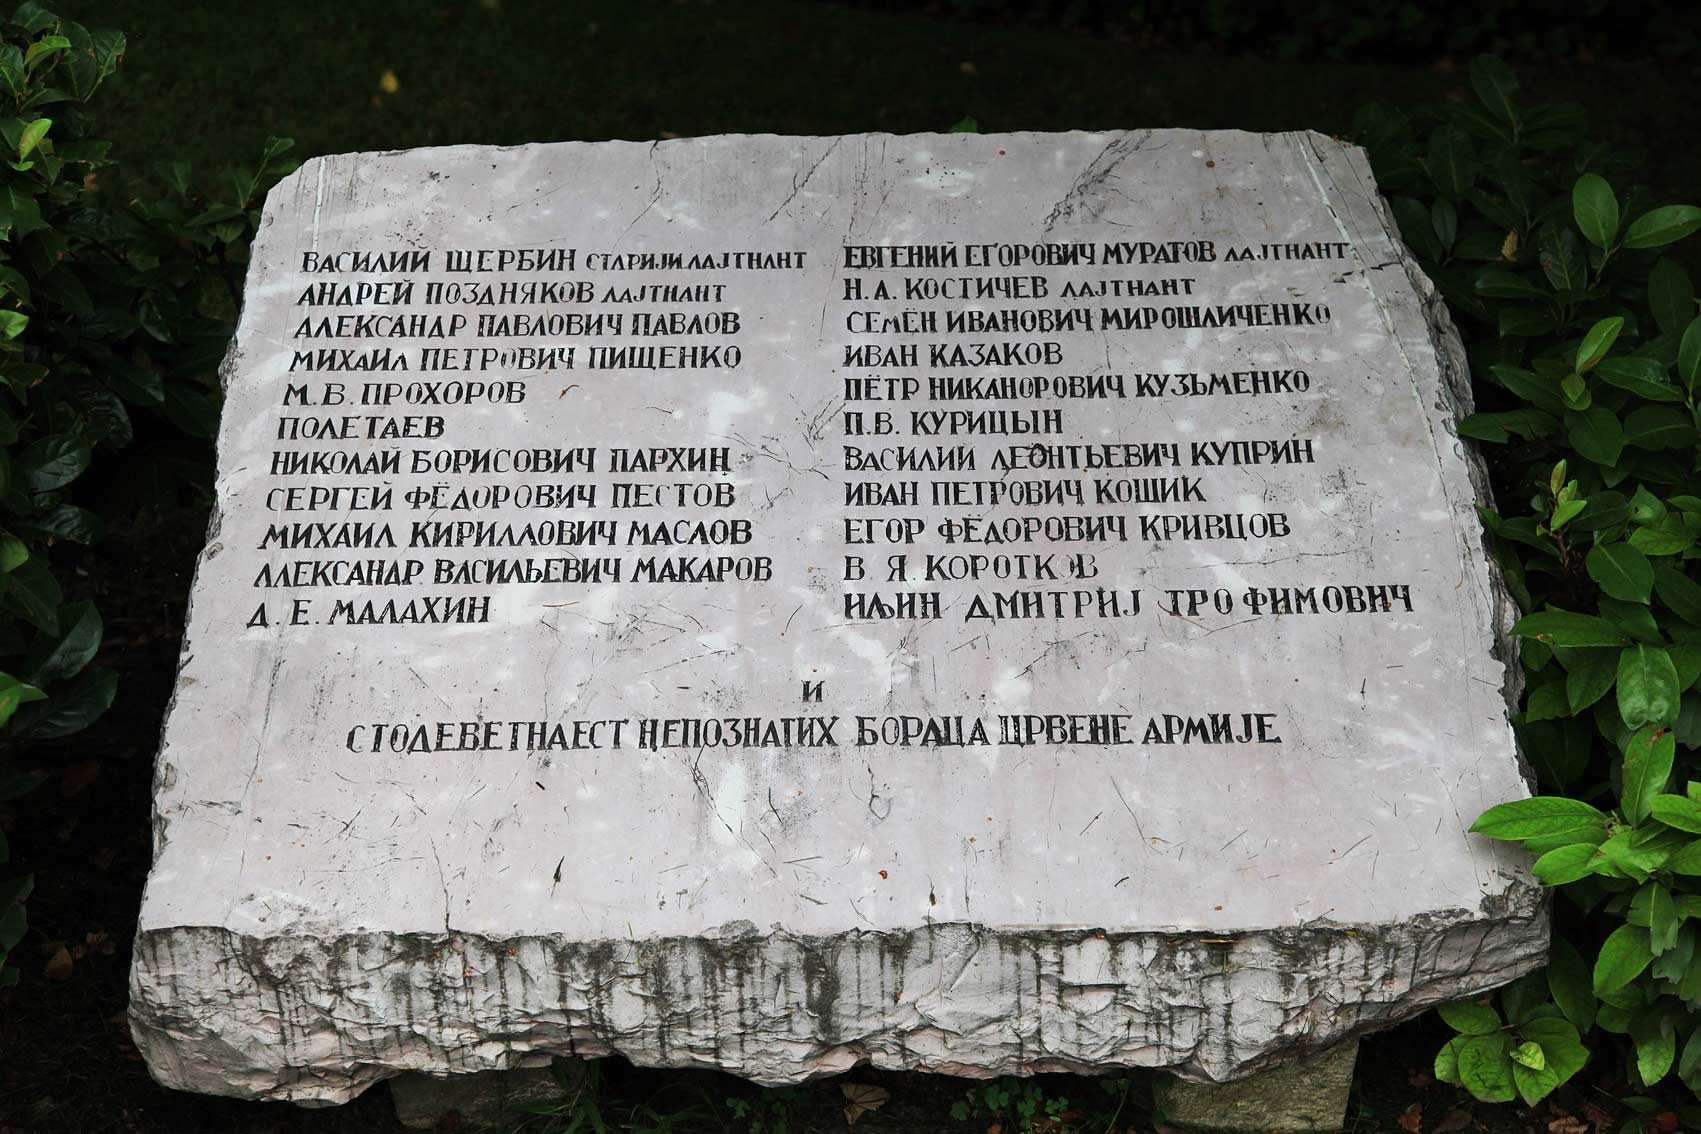 ВАСИЛИЙ ЩЕРБИН СТАРИЈИ ЛАЈТНАНТ
АНДРЕЙ ПОЗДНЯКОВ ЛАЈТНАНТ
АЛЕКСАНДР ПАВЛОВИЧ ПАВЛОВ
МИХАИЛ ПЕТРОВИЧ ПИЩЕНКО
М.В. ПРОХОРОВ
ПОЛЕТАЕВ
НИКОЛАЙ БОРИСОВИЧ ПАРХИН
СЕРГЕЙ ФЁДОРОВИЧ ПЕСТОВ
МИХАИЛ КИРИЛЛОВИЧ МАСЛОВ
АЛЕКСАНДР ВАСИЛЬЕВИЧ МАКАРОВ
Д. Е. МАЛАХИН
ЕВГЕНИЙ ЕГОРОВИЧ МУРАТОВ ЛАЈТНАНТ
Н.А. КОСТИЧЕВ ЛАЈТНАНТ
СЕМЁН ИВАНОВИЧ МИРОШЛИЧЕНКО
ИВАН КАЗАКОВ
ПЁТР НИКАНОРОВИЧ КУЗЬМЕНКО
П.В. КУРИЦЫН
ВАСИЛИЙ ЛЕОНТЬЕВИЧ КУПРИН
ИВАН ПЕТРОВИЧ КОШИК
ЕГОР ФЁДОРОВИЧ КРИВЦОВ
В. Я. КОРОТКОВ
ИЉИН ДМИТРИЈ ТРОФИМОВИЧ
И
СТОДЕВЕТНАЕСТ НЕПОЗНАТИХ БОРАЦА ЦРВЕНЕ АРМИЈЕ